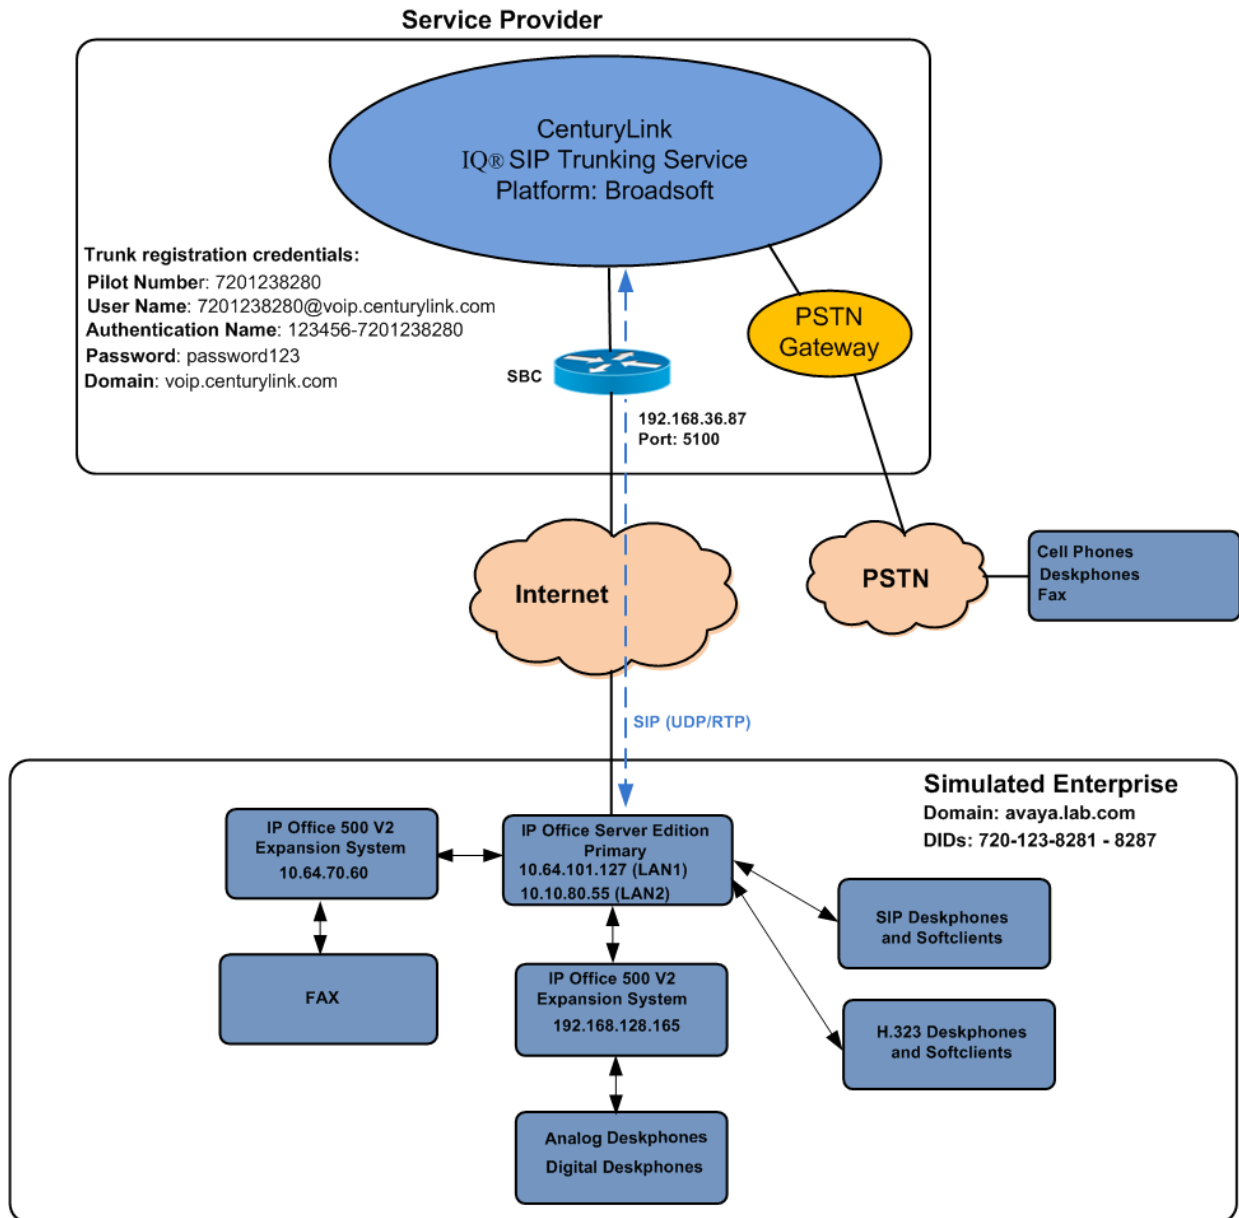 Service Provider
CenturyLink
IQ® SIP Trunking Service
Platform: Broadsoft
Trunk registration credentials:
Pilot Number: 7201238280
User Name: 7201238280@voip.centurylink.com
Authentication Name: 123456-7201238280
Password: password123
Domain: voip.centurylink.com
SBC
192.168.36.87
Port: 5100
PSTN
Gateway
Internet
PSTN
Cell Phones
Deskphones
Fax
SIP (UDP/RTP)
Simulated Enterprise
Domain: avaya.lab.com
DIDs: 720-123-8281 - 8287
IP Office 500 V2
Expansion System
10.64.70.60
IP Office Server Edition
Primary
10.64.101.127 (LAN1)
10.10.80.55 (LAN2)
SIP Deskphones
and Softclients
FAX
IP Office 500 V2
Expansion System
192.168.128.165
H.323 Deskphones
and Softclients
Analog Deskphones
Digital Deskphones